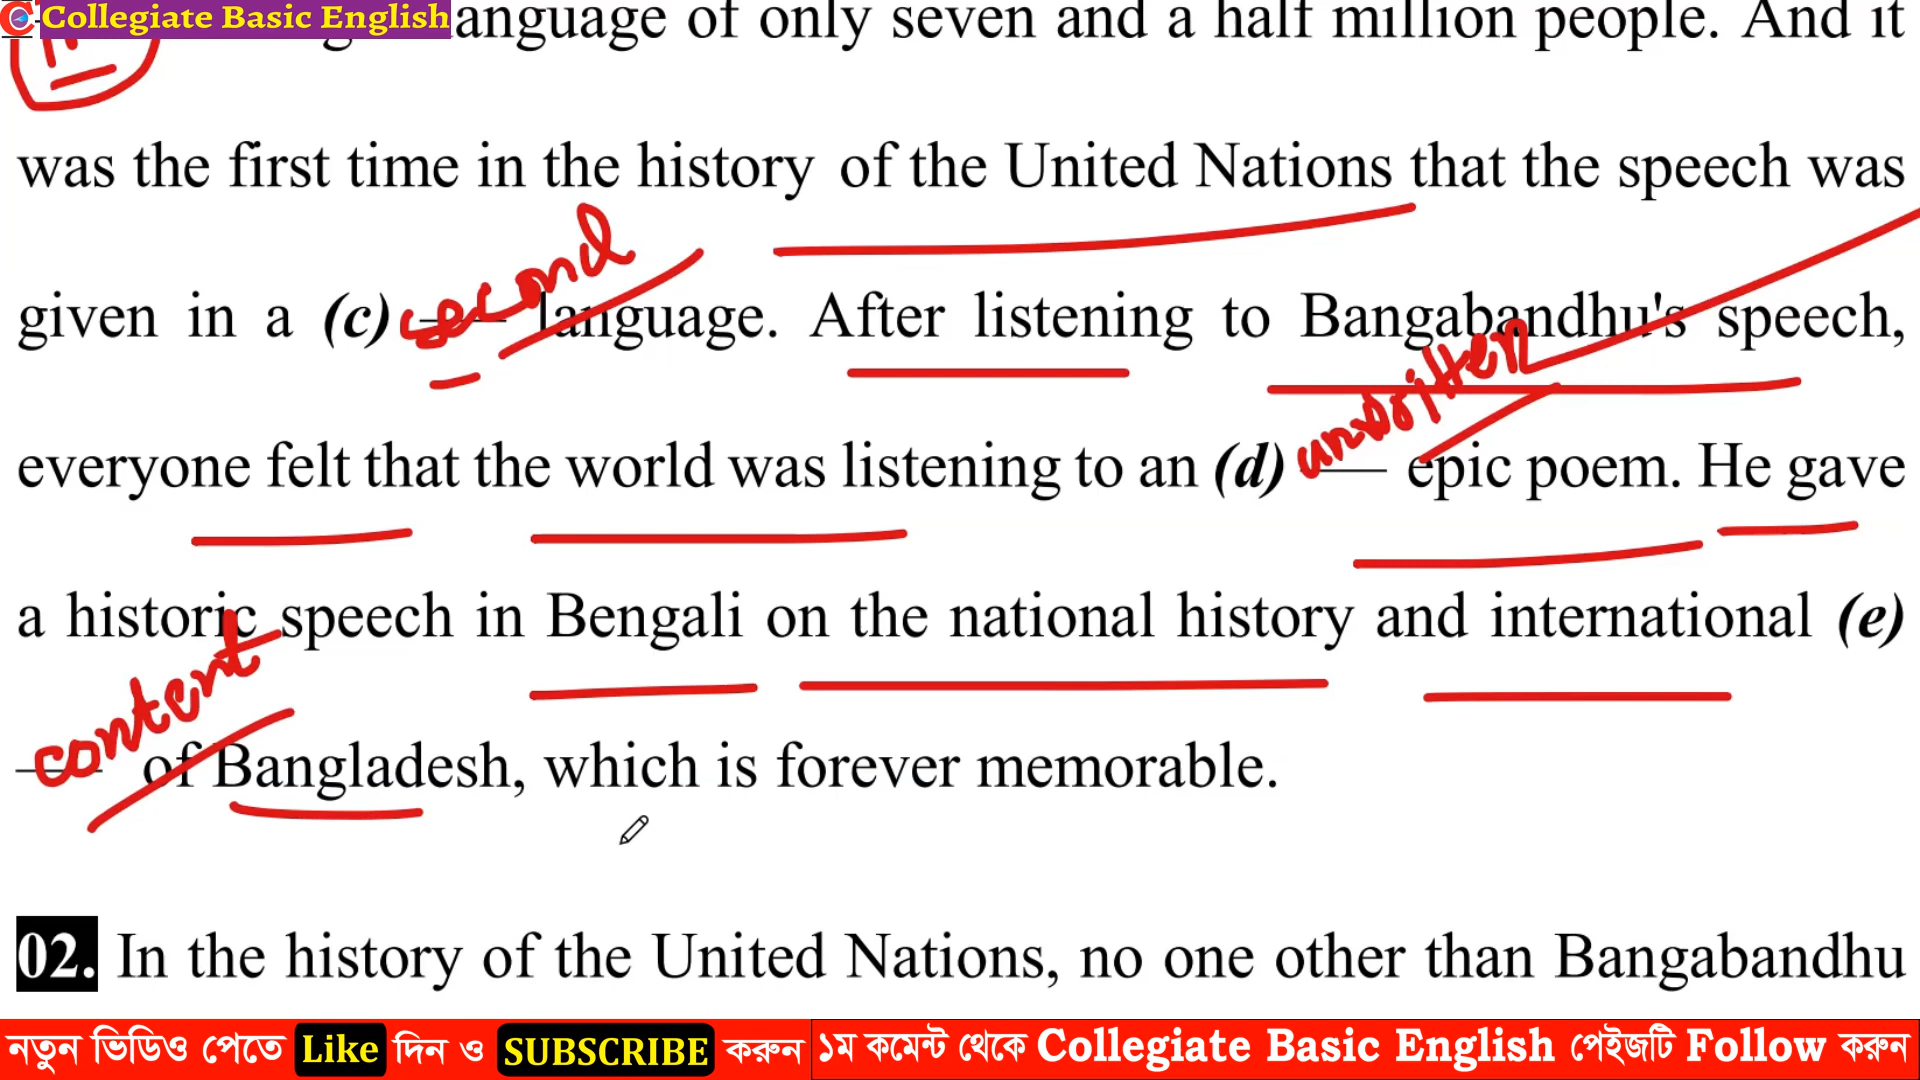 Collegiate Basic English anguage of only seven and a half million people. And it
was the first time in the history of the United Nations that the speech was
second
given in a (c) —— language. After listening to Bangabandhu's speech,
unwritten
everyone felt that the world was listening to an (d) —— epic poem. He gave
a historic speech in Bengali on the national history and international (e)
content
—— of Bangladesh, which is forever memorable.
02. In the history of the United Nations, no one other than Bangabandhu
নতুন ভিডিও পেতে Like দিন ও SUBSCRIBE করুন ১ম কমেন্ট থেকে Collegiate Basic English পেইজটি Follow করুন